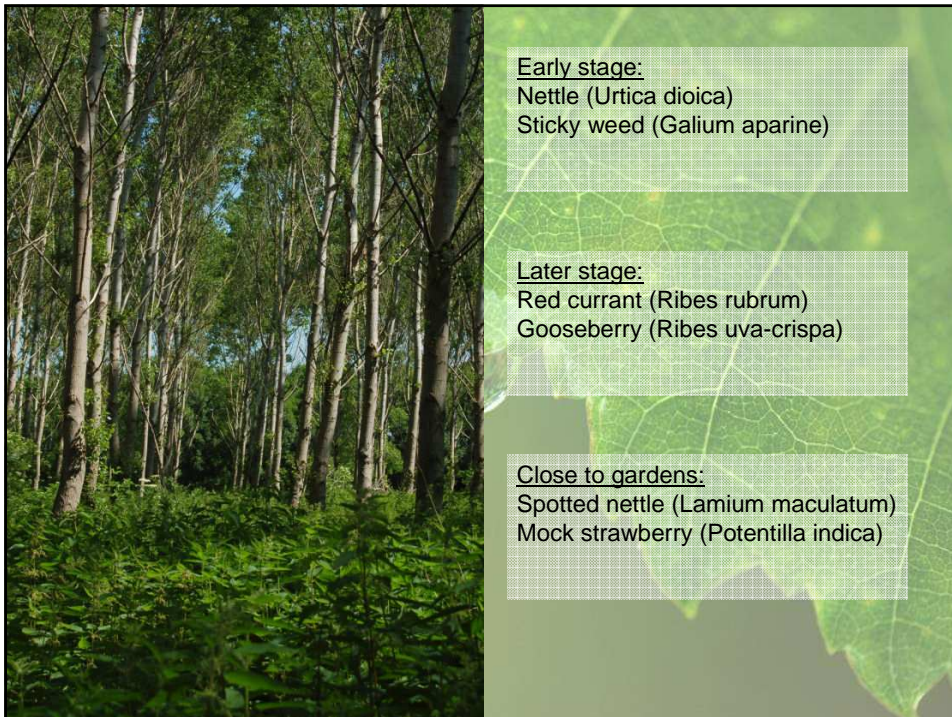 Early stage:
Nettle (Urtica dioica)
Sticky weed (Galium aparine)
Later stage:
Red currant (Ribes rubrum)
Gooseberry (Ribes uva-crispa)
Close to gardens:
Spotted nettle (Lamium maculatum)
Mock strawberry (Potentilla indica)